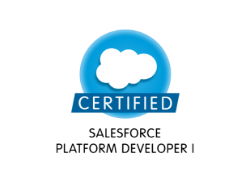 CERTIFIED
SALESFORCE
PLATFORM DEVELOPER I